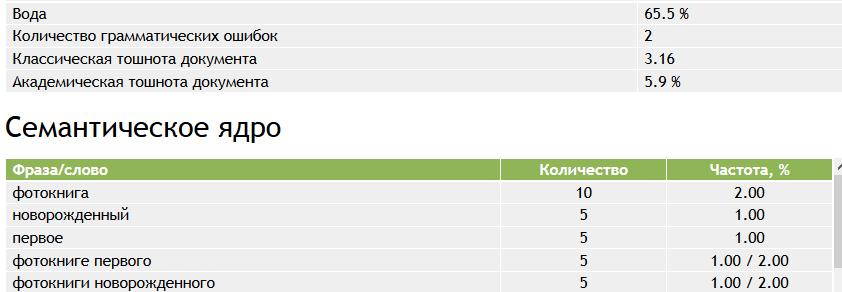 Вода 65.5 %
Количество грамматических ошибок 2
Классическая тошнота документа 3.16
Академическая тошнота документа 5.9 %
Семантическое ядро
Фраза/слово Количество Частота, %
фотокнига 10 2.00
новорожденный 5 1.00
первое 5 1.00
фотокниге первого 5 1.00 / 2.00
фотокниги новорожденного 5 1.00 / 2.00